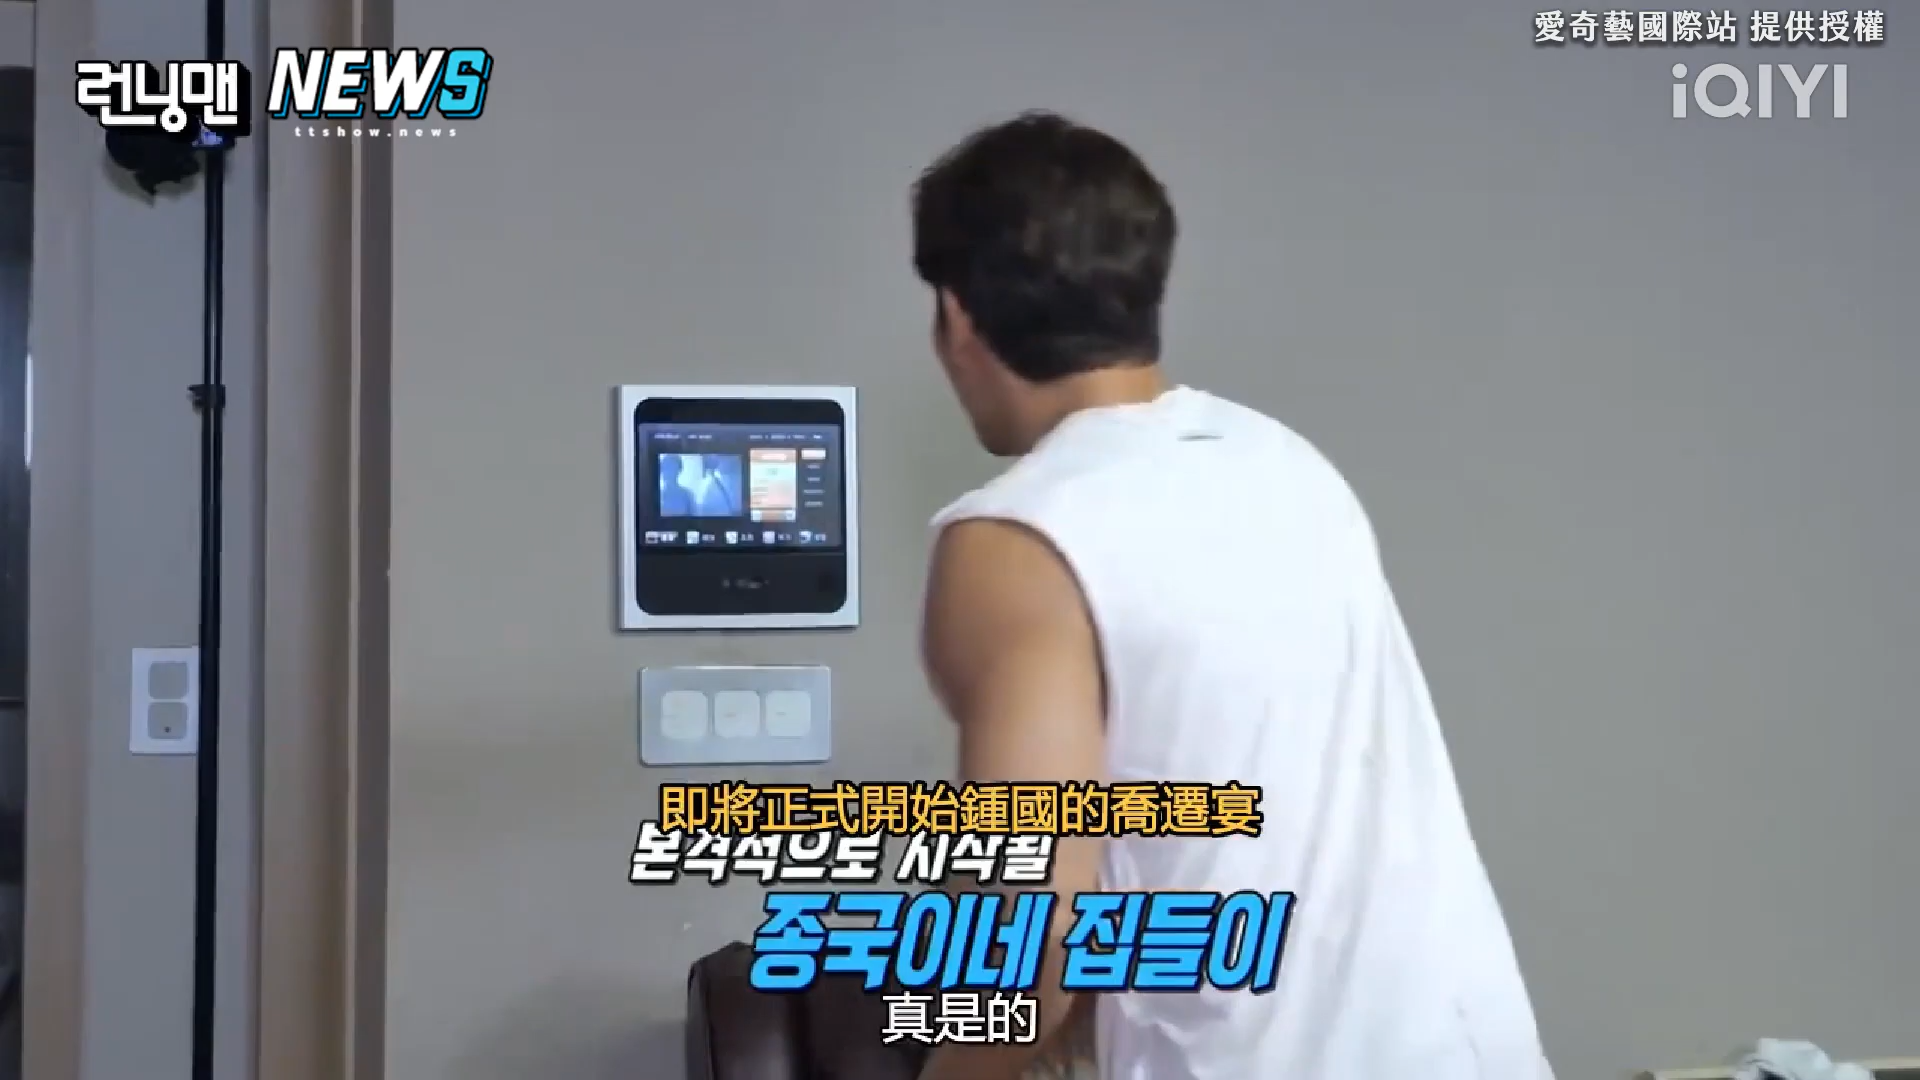 愛奇藝國際站 提供授權
iQIYI
런닝맨 NEWS
ttshow.news
即將正式開始鍾國的喬遷宴
본격적으로 시작될
종국이네 집들이
真是的